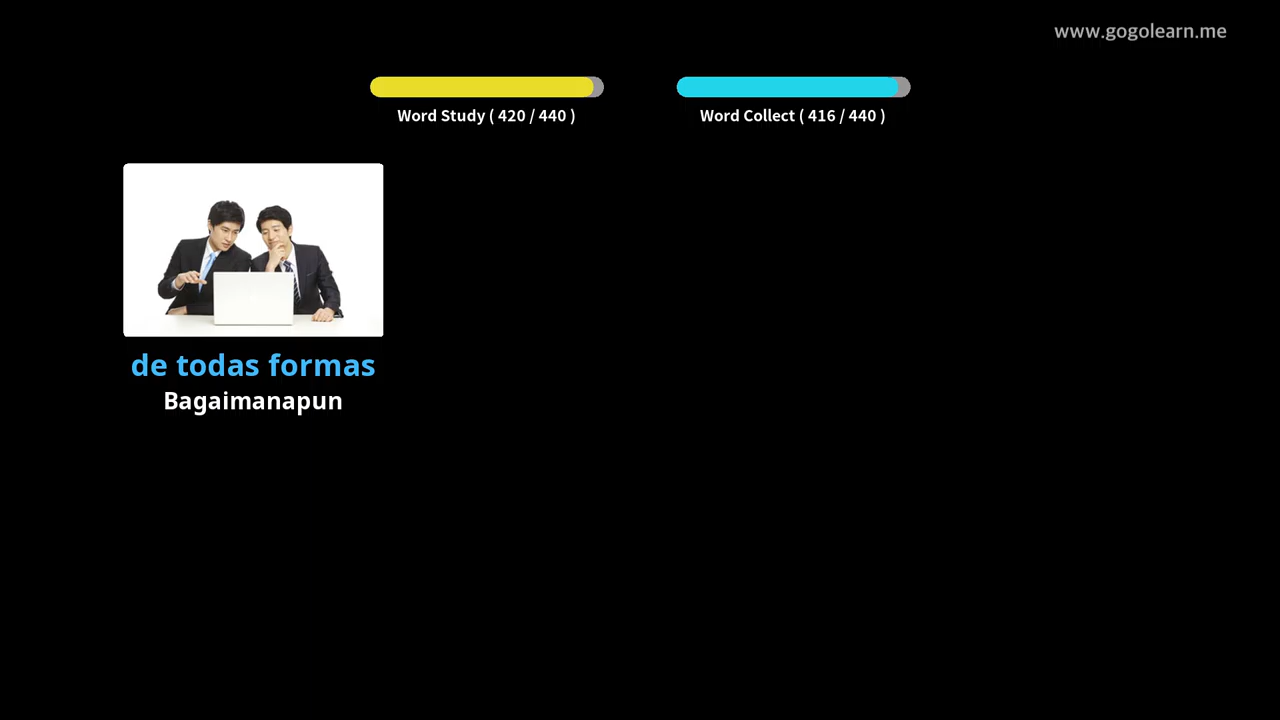 www.gogolearn.me
Word Study ( 420 / 440 )
Word Collect ( 416 / 440 )
de todas formas
Bagaimanapun